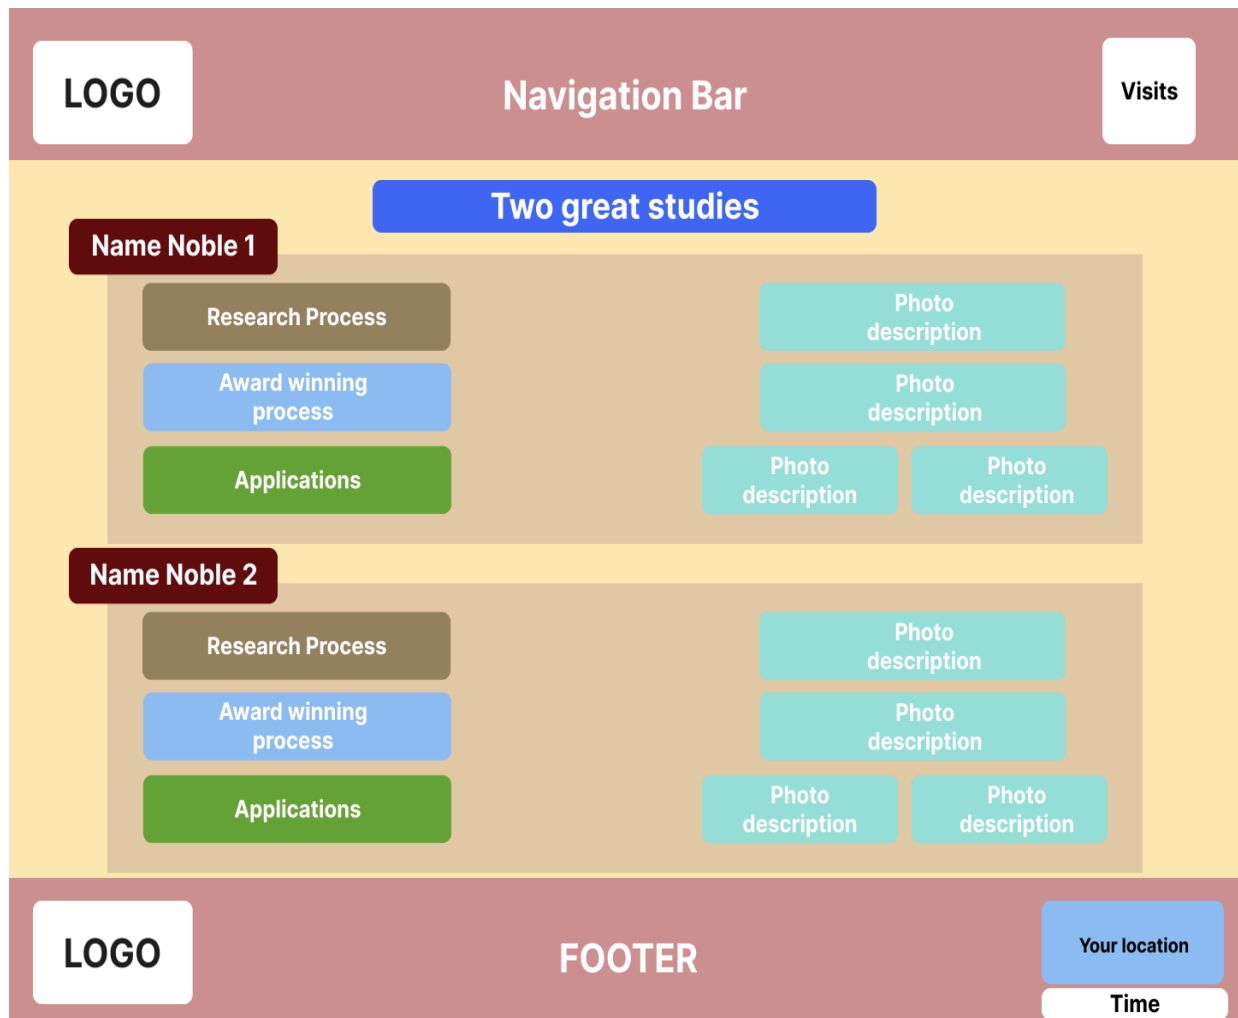 LOGO
Navigation Bar
Visits
Two great studies
Name Noble 1
Research Process
Photo
description
Award winning
process
Photo
description
Applications
Photo
description
Photo
description
Name Noble 2
Research Process
Photo
description
Award winning
process
Photo
description
Applications
Photo
description
Photo
description
LOGO
FOOTER
Your location
Time